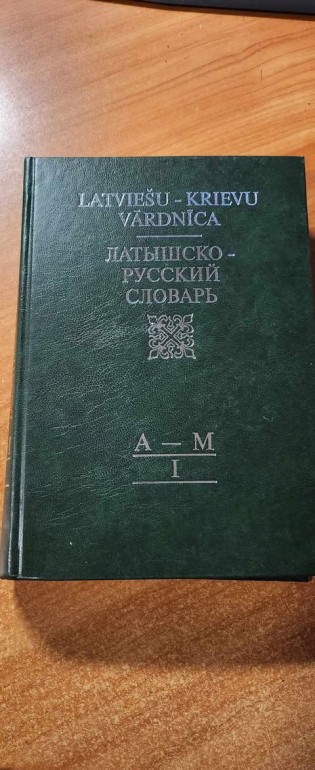 LATVIEŠU - KRIEVU
VĀRDNĪCA
ЛАТЫШСКО -
РУССКИЙ
СЛОВАРЬ
A — M
I